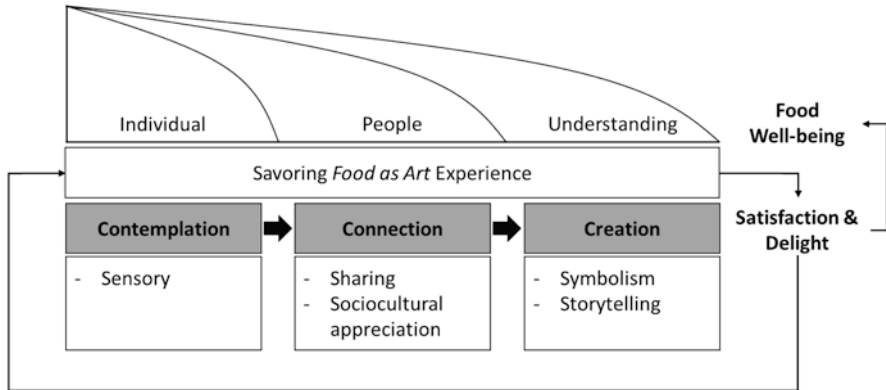 Individual
People
Understanding
Food
Well-being
Savoring Food as Art Experience
Contemplation
Connection
Creation
Satisfaction &
Delight
- Sensory
- Sharing
- Sociocultural
appreciation
- Symbolism
- Storytelling